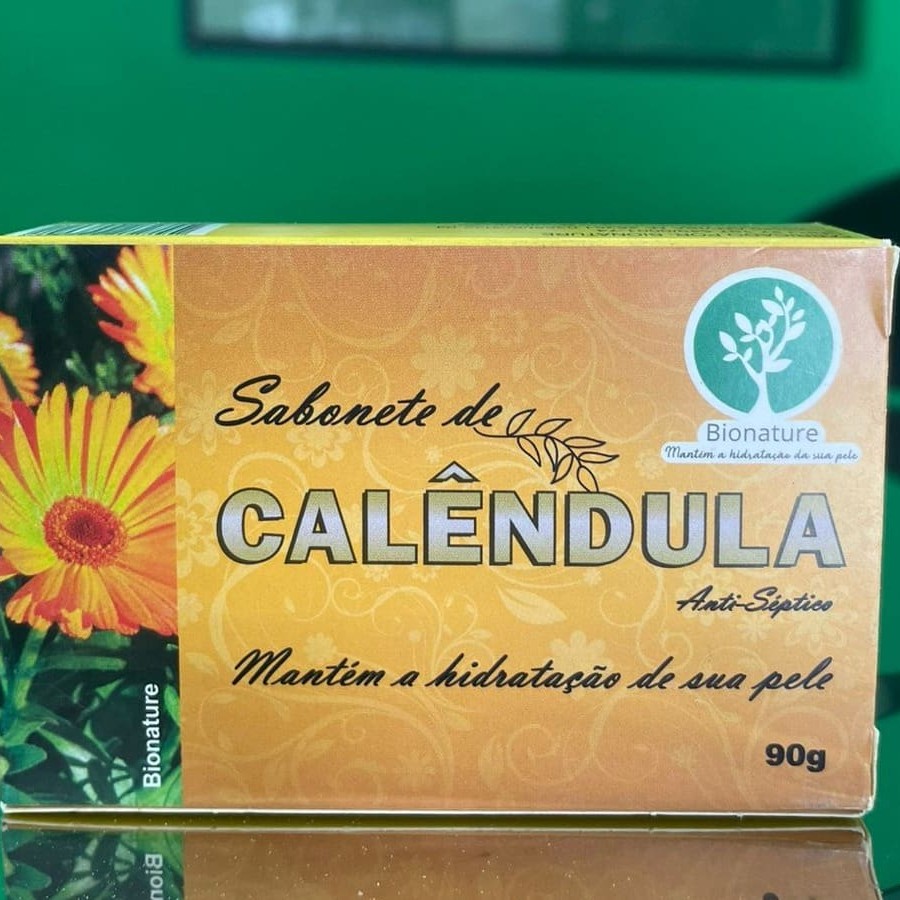 Bionature
Mantém a hidratação da sua pele
Sabonete de
CALÊNDULA
Anti-Séptico
Mantém a hidratação de sua pele
90g
Bionature